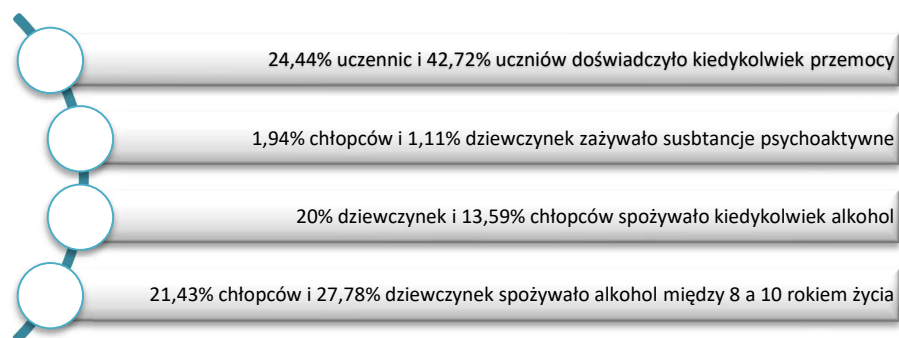 24,44% uczennic i 42,72% uczniów doświadczyło kiedykolwiek przemocy
1,94% chłopców i 1,11% dziewczynek zażywało susbtancje psychoaktywne
20% dziewczynek i 13,59% chłopców spożywało kiedykolwiek alkohol
21,43% chłopców i 27,78% dziewczynek spożywało alkohol między 8 a 10 rokiem życia